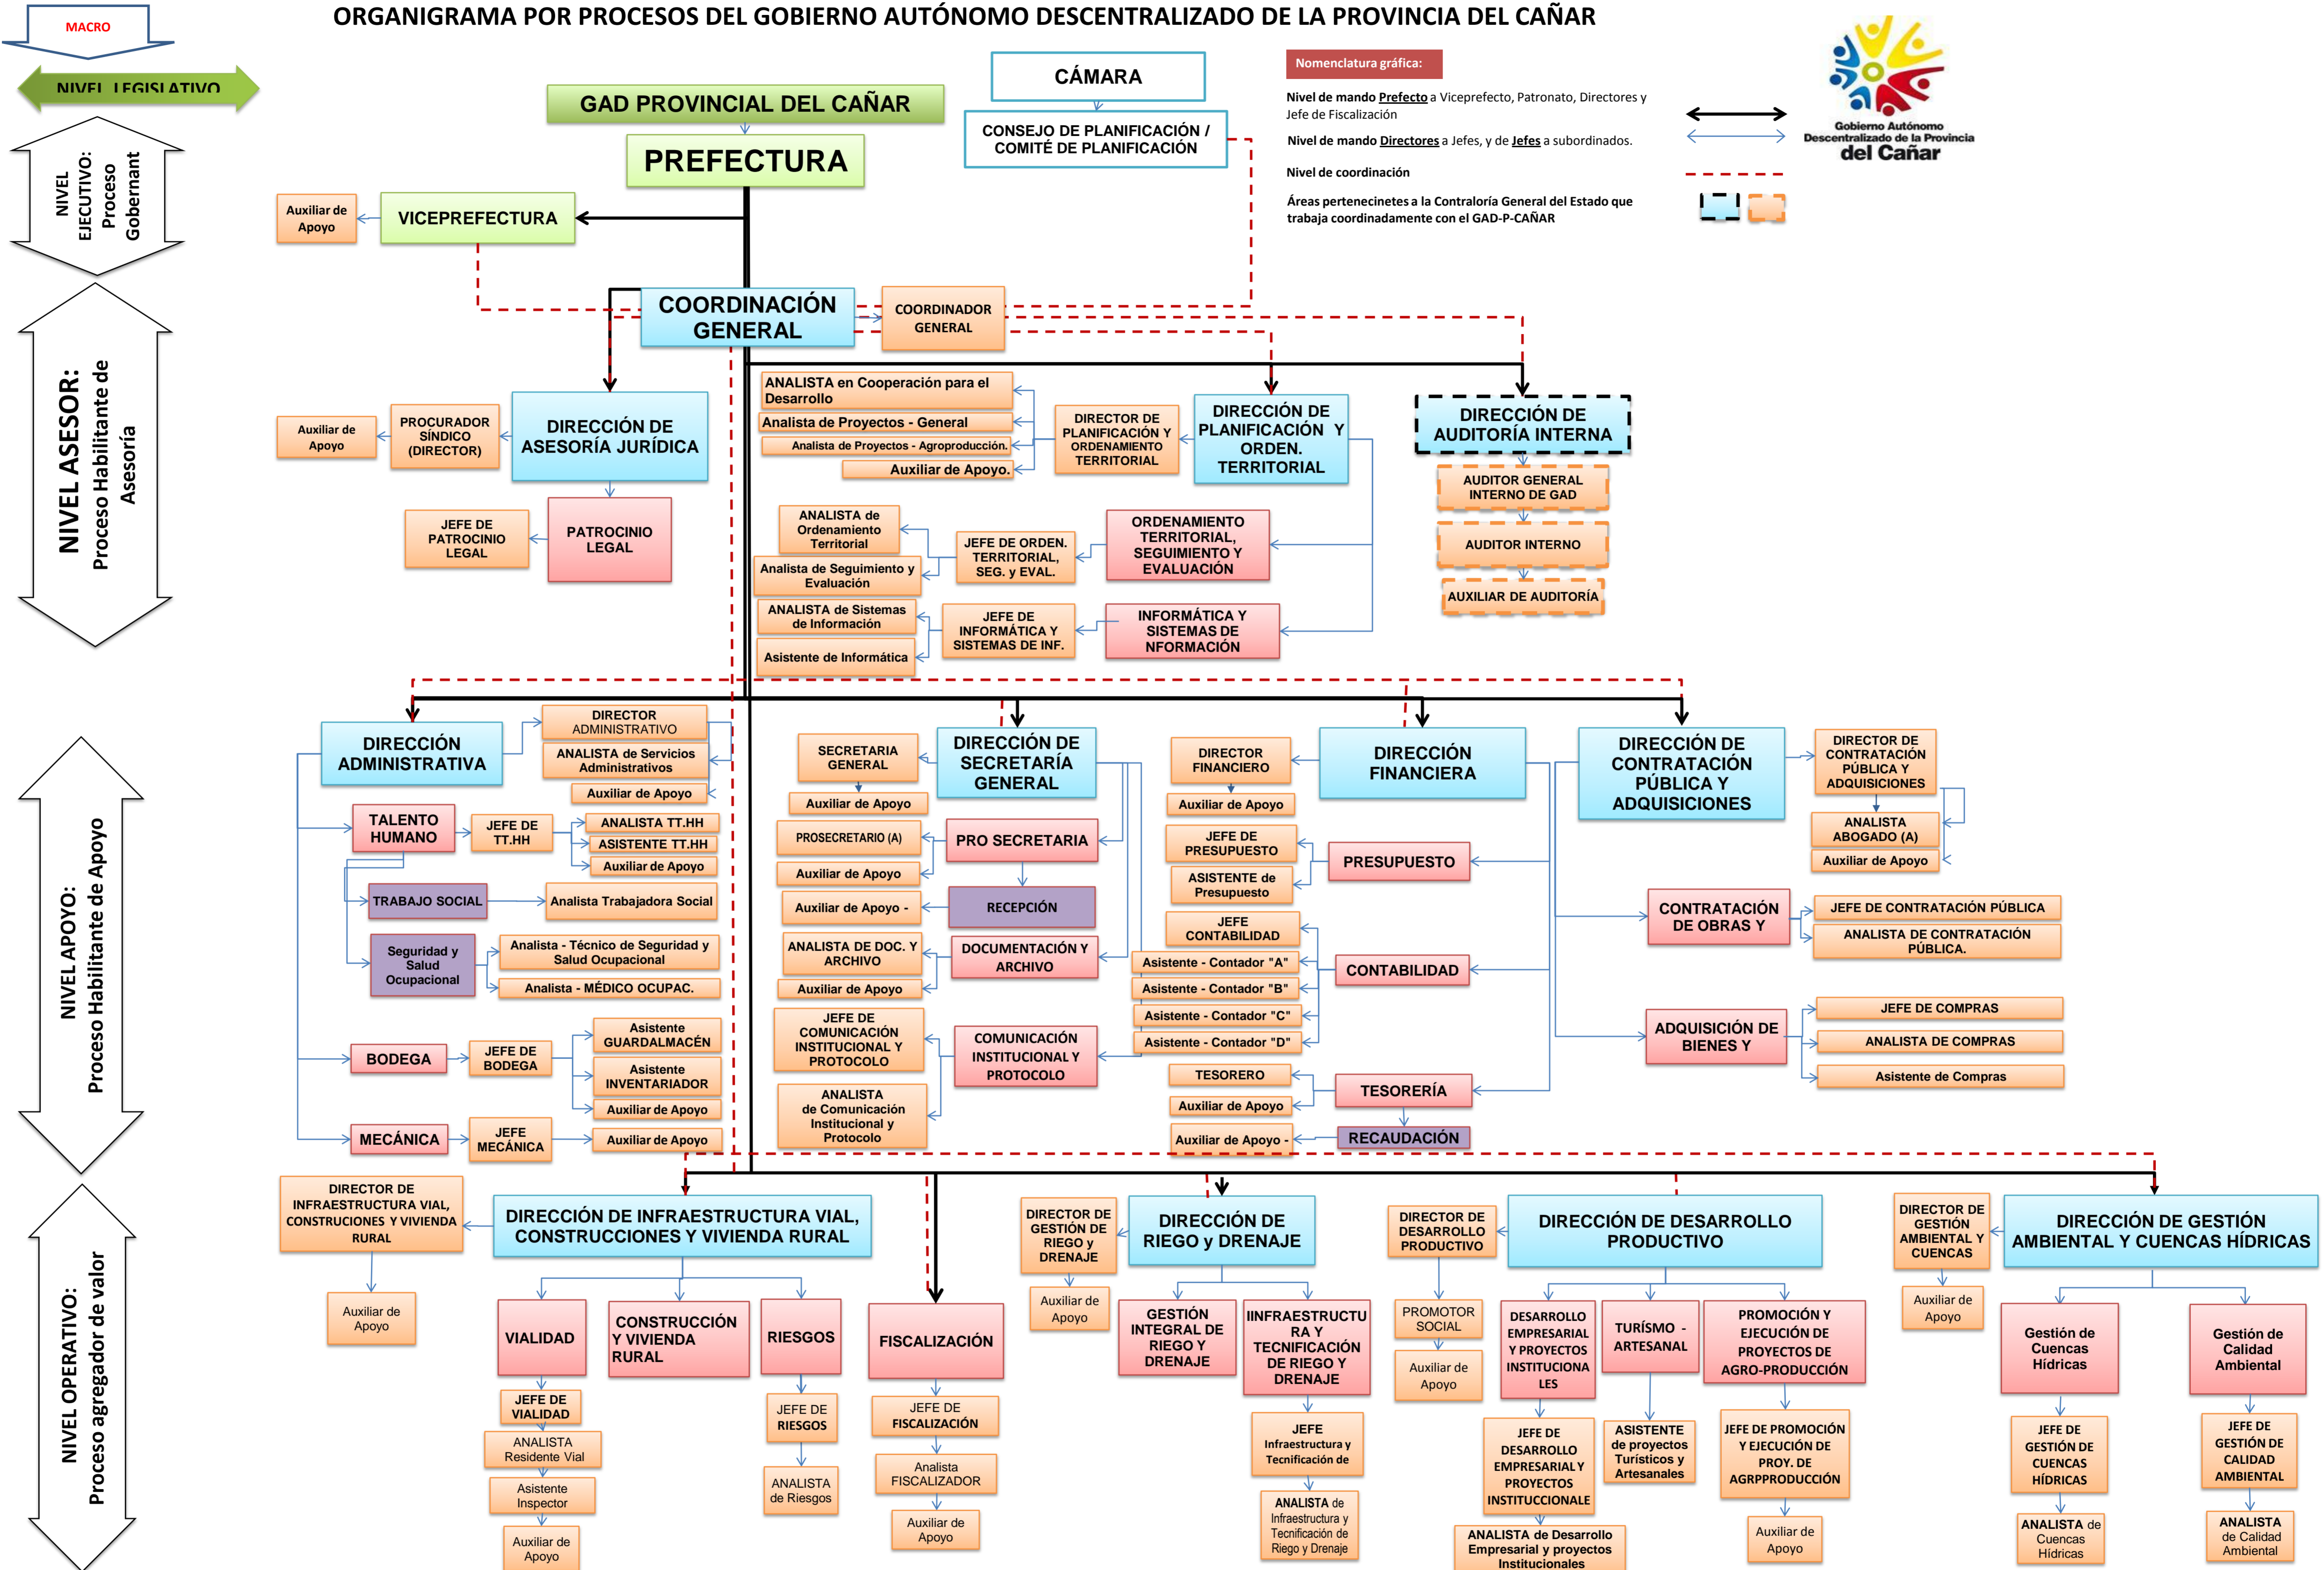 ORGANIGRAMA POR PROCESOS DEL GOBIERNO AUTÓNOMO DESCENTRALIZADO DE LA PROVINCIA DEL CAÑAR
MACRO
NIVEL LEGISLATIVO
GAD PROVINCIAL DEL CAÑAR
PREFECTURA
CÁMARA
CONSEJO DE PLANIFICACIÓN /
COMITÉ DE PLANIFICACIÓN
Nomenclatura gráfica:
Nivel de mando Prefecto a Viceprefecto, Patronato, Directores y
Jefe de Fiscalización
Nivel de mando Directores a Jefes, y de Jefes a subordinados.
Nivel de coordinación
Áreas pertenecinetes a la Contraloría General del Estado que
trabaja coordinadamente con el GAD-P-CAÑAR
Gobierno Autónomo
Descentralizado de la Provincia
del Cañar
NIVEL
EJECUTIVO:
Proceso
Gobernant
Auxiliar de
Apoyo
VICEPREFECTURA
COORDINACIÓN
GENERAL
COORDINADOR
GENERAL
NIVEL ASESOR:
Proceso Habilitante de
Asesoría
Auxiliar de
Apoyo
PROCURADOR
SÍNDICO
(DIRECTOR)
DIRECCIÓN DE
ASESORÍA JURÍDICA
JEFE DE
PATROCINIO
LEGAL
PATROCINIO
LEGAL
ANALISTA en Cooperación para el
Desarrollo
Analista de Proyectos - General
Analista de Proyectos - Agroproducción.
Auxiliar de Apoyo.
DIRECTOR DE
PLANIFICACIÓN Y
ORDENAMIENTO
TERRITORIAL
DIRECCIÓN DE
PLANIFICACIÓN Y
ORDEN.
TERRITORIAL
DIRECCIÓN DE
AUDITORÍA INTERNA
AUDITOR GENERAL
INTERNO DE GAD
AUDITOR INTERNO
AUXILIAR DE AUDITORÍA
ANALISTA de
Ordenamiento
Territorial
Analista de Seguimiento y
Evaluación
JEFE DE ORDEN.
TERRITORIAL,
SEG. y EVAL.
ORDENAMIENTO
TERRITORIAL,
SEGUIMIENTO Y
EVALUACIÓN
ANALISTA de Sistemas
de Información
Asistente de Informática
JEFE DE
INFORMÁTICA Y
SISTEMAS DE INF.
INFORMÁTICA Y
SISTEMAS DE
NFORMACIÓN
NIVEL APOYO:
Proceso Habilitante de Apoyo
DIRECCIÓN
ADMINISTRATIVA
DIRECTOR
ADMINISTRATIVO
ANALISTA de Servicios
Administrativos
Auxiliar de Apoyo
TALENTO
HUMANO
JEFE DE
TT.HH
ANALISTA TT.HH
ASISTENTE TT.HH
Auxiliar de Apoyo
TRABAJO SOCIAL
Analista Trabajadora Social
Seguridad y
Salud
Ocupacional
Analista - Técnico de Seguridad y
Salud Ocupacional
Analista - MÉDICO OCUPAC.
BODEGA
JEFE DE
BODEGA
Asistente
GUARDALMACÉN
Asistente
INVENTARIADOR
Auxiliar de Apoyo
MECÁNICA
JEFE
MECÁNICA
Auxiliar de Apoyo
SECRETARIA
GENERAL
Auxiliar de Apoyo
DIRECCIÓN DE
SECRETARÍA
GENERAL
PROSECRETARIO (A)
Auxiliar de Apoyo
PRO SECRETARIA
Auxiliar de Apoyo -
RECEPCIÓN
ANALISTA DE DOC. Y
ARCHIVO
Auxiliar de Apoyo
DOCUMENTACIÓN Y
ARCHIVO
JEFE DE
COMUNICACIÓN
INSTITUCIONAL Y
PROTOCOLO
ANALISTA
de Comunicación
Institucional y
Protocolo
COMUNICACIÓN
INSTITUCIONAL Y
PROTOCOLO
DIRECTOR
FINANCIERO
Auxiliar de Apoyo
DIRECCIÓN
FINANCIERA
JEFE DE
PRESUPUESTO
ASISTENTE de
Presupuesto
PRESUPUESTO
JEFE
CONTABILIDAD
Asistente - Contador "A"
Asistente - Contador "B"
Asistente - Contador "C"
Asistente - Contador "D"
CONTABILIDAD
TESORERO
Auxiliar de Apoyo
TESORERÍA
Auxiliar de Apoyo -
RECAUDACIÓN
DIRECCIÓN DE
CONTRATACIÓN
PÚBLICA Y
ADQUISICIONES
DIRECTOR DE
CONTRATACIÓN
PÚBLICA Y
ADQUISICIONES
ANALISTA
ABOGADO (A)
Auxiliar de Apoyo
CONTRATACIÓN
DE OBRAS Y
JEFE DE CONTRATACIÓN PÚBLICA
ANALISTA DE CONTRATACIÓN
PÚBLICA.
ADQUISICIÓN DE
BIENES Y
JEFE DE COMPRAS
ANALISTA DE COMPRAS
Asistente de Compras
NIVEL OPERATIVO:
Proceso agregador de valor
DIRECTOR DE
INFRAESTRUCTURA VIAL,
CONSTRUCIONES Y VIVIENDA
RURAL
Auxiliar de
Apoyo
DIRECCIÓN DE INFRAESTRUCTURA VIAL,
CONSTRUCCIONES Y VIVIENDA RURAL
VIALIDAD
JEFE DE
VIALIDAD
ANALISTA
Residente Vial
Asistente
Inspector
Auxiliar de
Apoyo
CONSTRUCCIÓN
Y VIVIENDA
RURAL
RIESGOS
JEFE DE
RIESGOS
ANALISTA
de Riesgos
FISCALIZACIÓN
JEFE DE
FISCALIZACIÓN
Analista
FISCALIZADOR
Auxiliar de
Apoyo
DIRECTOR DE
GESTIÓN DE
RIEGO y
DRENAJE
Auxiliar de
Apoyo
DIRECCIÓN DE
RIEGO y DRENAJE
GESTIÓN
INTEGRAL DE
RIEGO Y
DRENAJE
IINFRAESTRUCTU
RA Y
TECNIFICACIÓN
DE RIEGO Y
DRENAJE
JEFE
Infraestructura y
Tecnificación de
ANALISTA de
Infraestructura y
Tecnificación de
Riego y Drenaje
DIRECTOR DE
DESARROLLO
PRODUCTIVO
PROMOTOR
SOCIAL
Auxiliar de
Apoyo
DIRECCIÓN DE DESARROLLO
PRODUCTIVO
DESARROLLO
EMPRESARIAL
Y PROYECTOS
INSTITUCIONA
LES
JEFE DE
DESARROLLO
EMPRESARIAL Y
PROYECTOS
INSTITUCCIONALE
ANALISTA de Desarrollo
Empresarial y proyectos
Institucionales
TURÍSMO -
ARTESANAL
ASISTENTE
de proyectos
Turísticos y
Artesanales
PROMOCIÓN Y
EJECUCIÓN DE
PROYECTOS DE
AGRO-PRODUCCIÓN
JEFE DE PROMOCIÓN
Y EJECUCIÓN DE
PROY. DE
AGRPPRODUCCIÓN
Auxiliar de
Apoyo
DIRECTOR DE
GESTIÓN
AMBIENTAL Y
CUENCAS
Auxiliar de
Apoyo
DIRECCIÓN DE GESTIÓN
AMBIENTAL Y CUENCAS HÍDRICAS
Gestión de
Cuencas
Hídricas
JEFE DE
GESTIÓN DE
CUENCAS
HÍDRICAS
ANALISTA de
Cuencas
Hídricas
Gestión de
Calidad
Ambiental
JEFE DE
GESTIÓN DE
CALIDAD
AMBIENTAL
ANALISTA
de Calidad
Ambiental